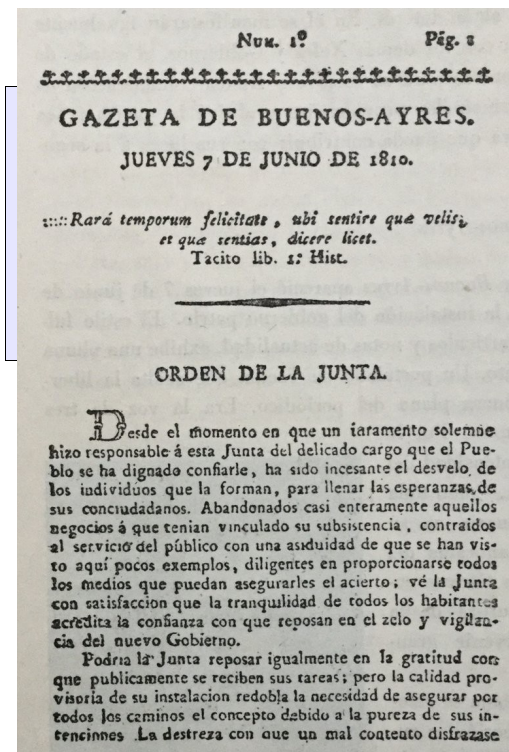 Num. 1º Pág. 1
GAZETA DE BUENOS-AYRES.
JUEVES 7 DE JUNIO DE 1810.
::::Rará temporum felicitate, ubi sentire quæ velis,
et quæ sentias, dicere licet.
Tacito lib. 1.º Hist.
ORDEN DE LA JUNTA.
Desde el momento en que un iaramento solemne
hizo responsable á esta Junta del delicado cargo que el Pue-
blo se ha dignado confiarle, ha sido incesante el desvelo de
los individuos que la forman, para llenar las esperanzas de
sus conciudadanos. Abandonados casi enteramente aquellos
negocios á que tenian vinculado su subsistencia, contraidos
al servicio del público con una asiduidad de que se han vis-
to aquí pocos exemplos, diligentes en proporcionarse todos
los medios que puedan asegurarles el acierto; vé la Junta
con satisfaccion que la tranquilidad de todos los habitantes
acredita la confianza con que reposan en el zelo y vigilan-
cia del nuevo Gobierno.
Podria la Junta reposar igualmente en la gratitud con
que publicamente se reciben sus tareas; pero la calidad pro-
visoria de su instalacion redobla la necesidad de asegurar por
todos los caminos el concepto debido a la pureza de sus in-
tenciones. La destreza con que un mal contento disfrazase